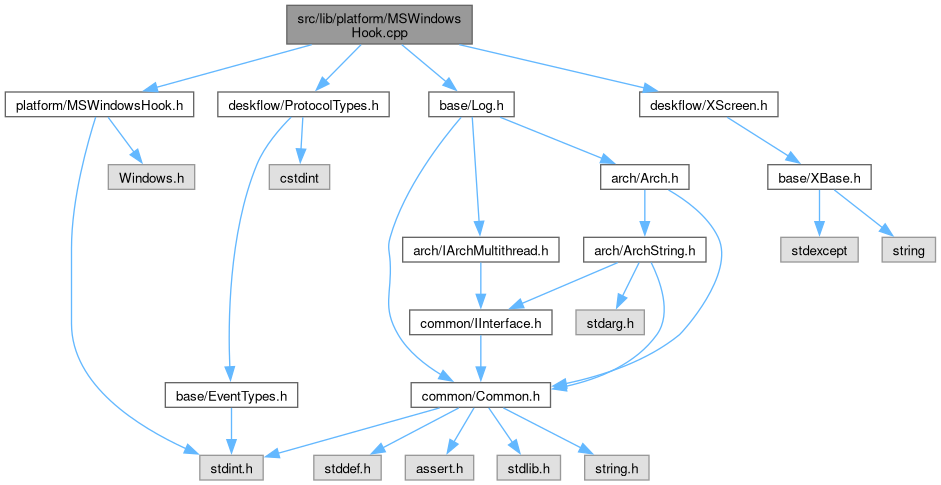 src/lib/platform/MSWindows
Hook.cpp
platform/MSWindowsHook.h
deskflow/ProtocolTypes.h
base/Log.h
deskflow/XScreen.h
Windows.h
cstdint
arch/Arch.h
base/XBase.h
arch/IArchMultithread.h
arch/ArchString.h
stdexcept
string
common/IInterface.h
stdarg.h
base/EventTypes.h
common/Common.h
stdint.h
stddef.h
assert.h
stdlib.h
string.h